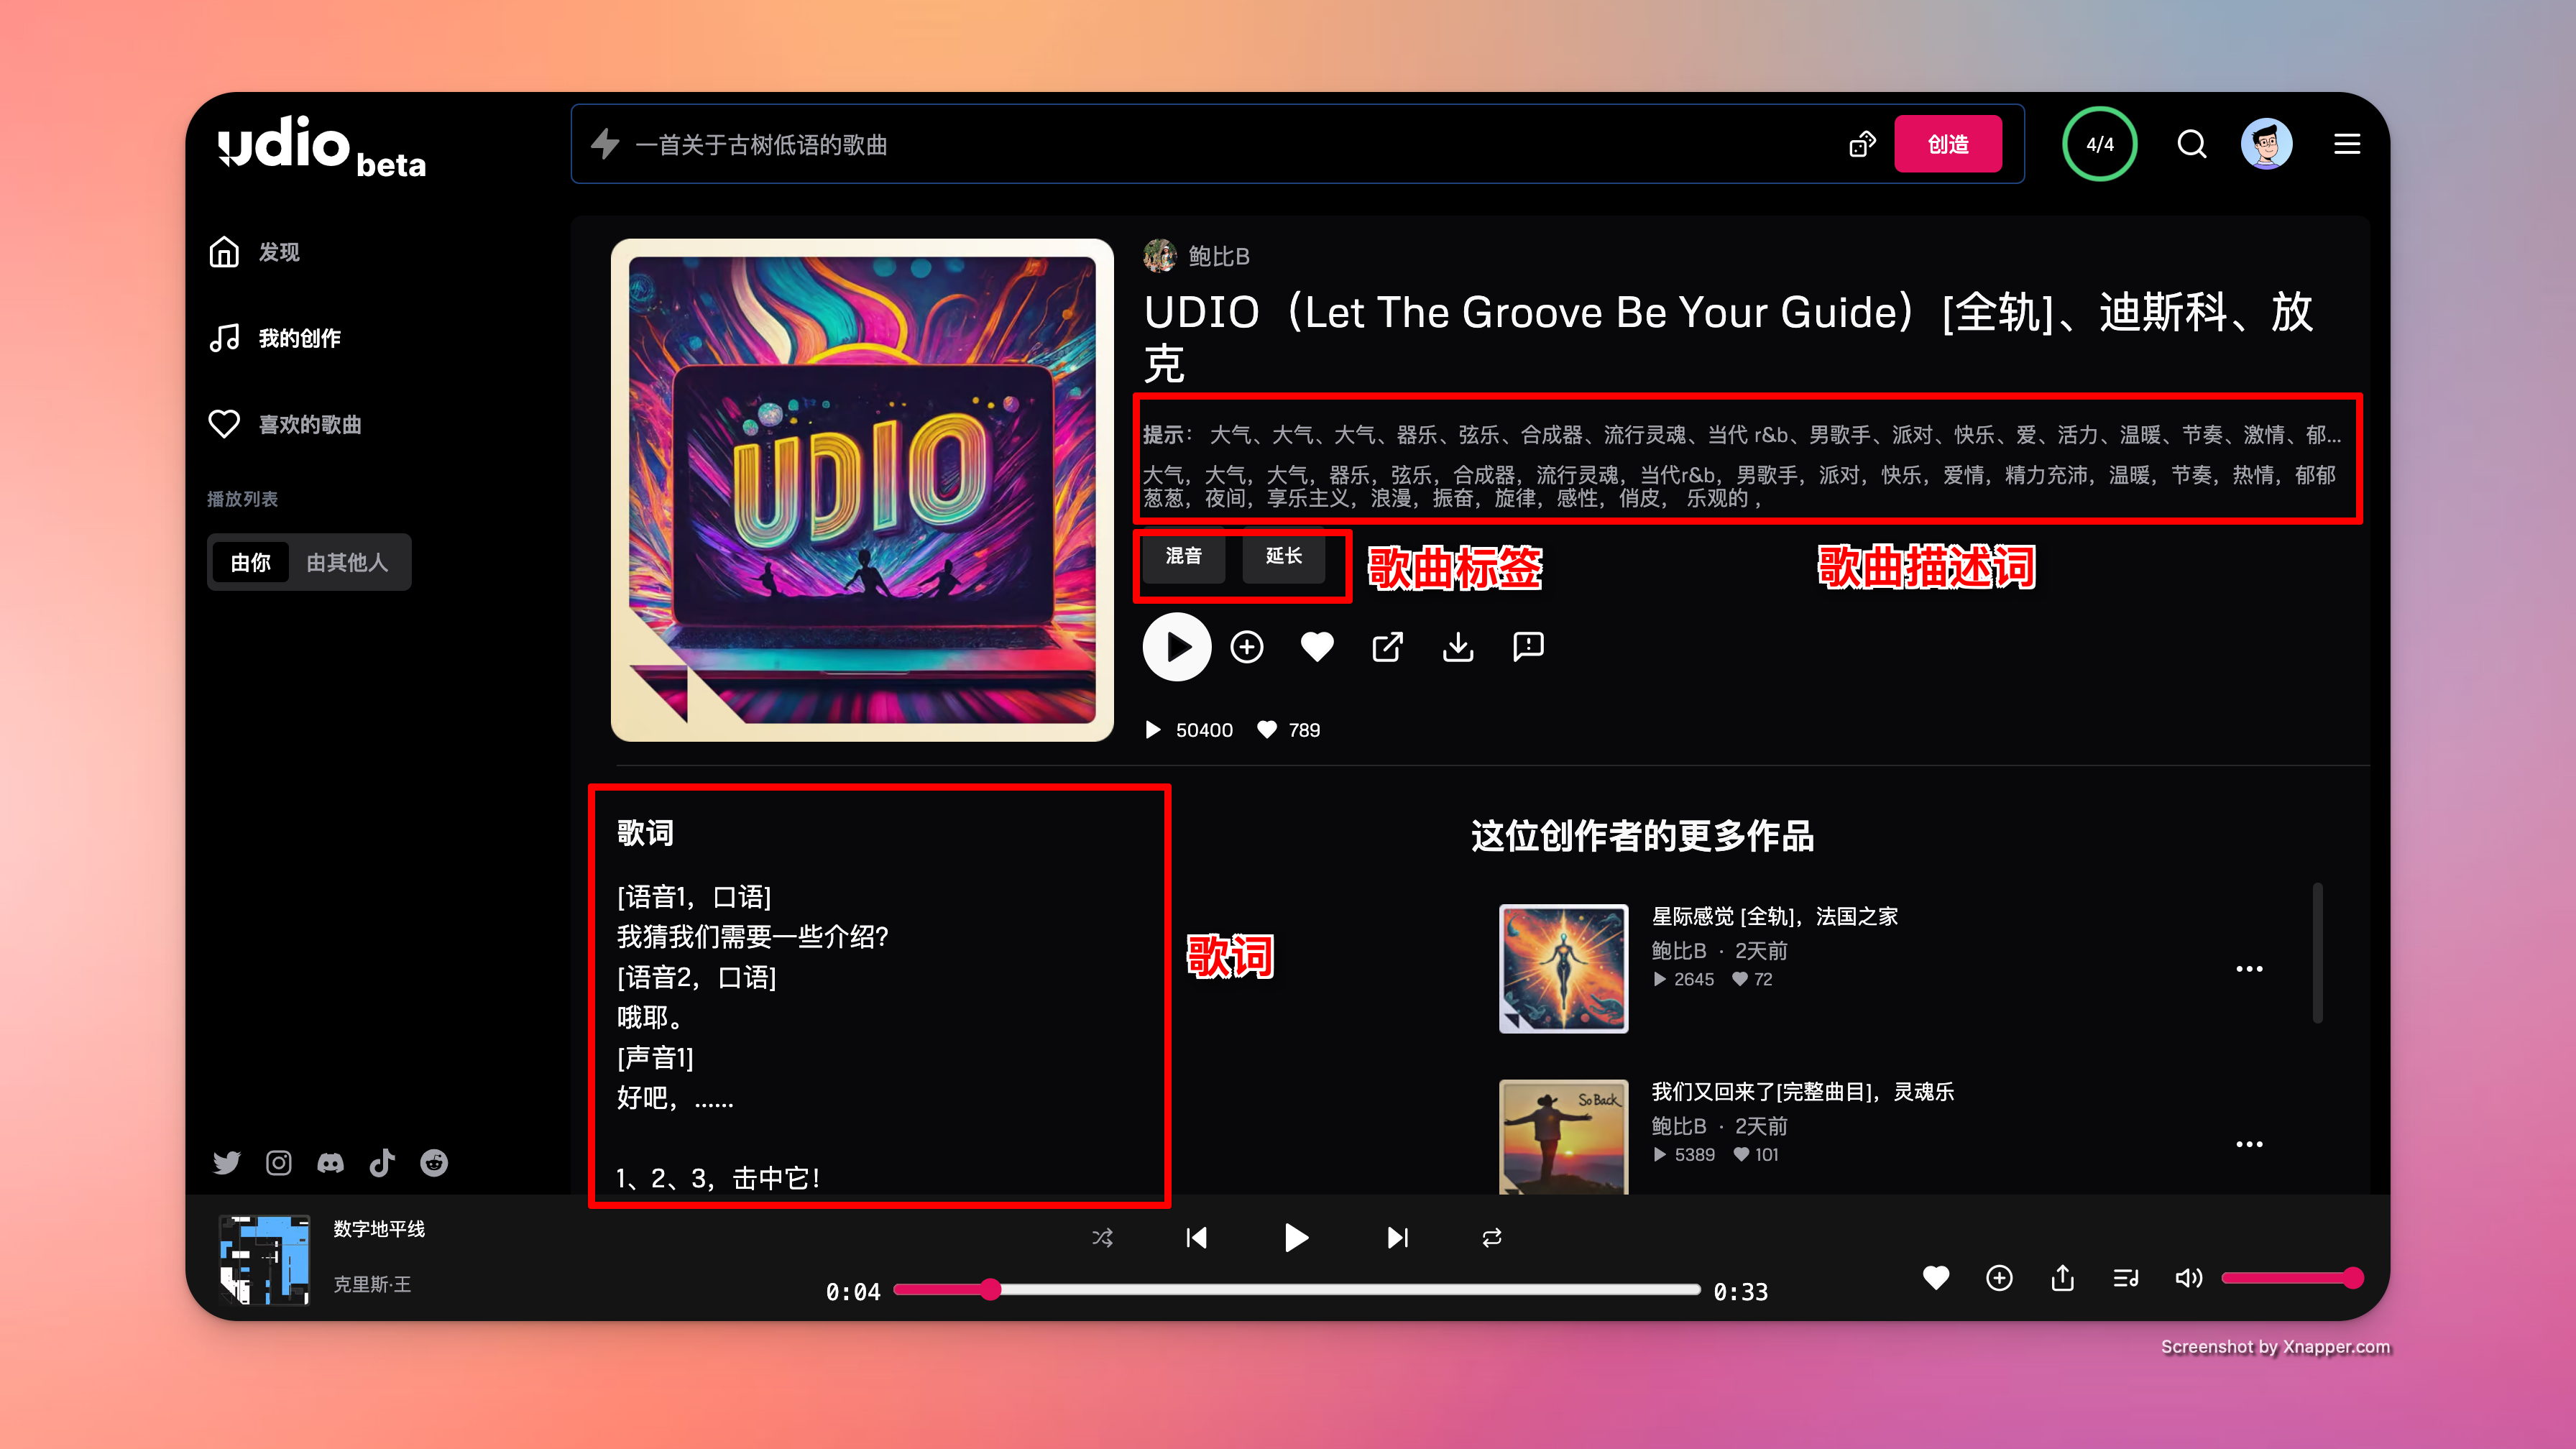 udio beta
一首关于古树低语的歌曲
创造
4/4
发现
我的创作
喜欢的歌曲
播放列表
由你
由其他人
UDIO
鲍比B
UDIO（Let The Groove Be Your Guide）[全轨]、迪斯科、放
克
提示： 大气、大气、大气、器乐、弦乐、合成器、流行灵魂、当代 r&b、男歌手、派对、快乐、爱、活力、温暖、节奏、激情、郁...
大气，大气，大气，器乐，弦乐，合成器，流行灵魂，当代r&b，男歌手，派对，快乐，爱情，精力充沛，温暖，节奏，热情，郁郁
葱葱，夜间，享乐主义，浪漫，振奋，旋律，感性，俏皮， 乐观的 ，
混音
延长
歌曲标签
歌曲描述词
50400
789
歌词
[语音1，口语]
我猜我们需要一些介绍？
[语音2，口语]
哦耶。
[声音1]
好吧，……
1、2、3，击中它！
歌词
这位创作者的更多作品
星际感觉 [全轨]，法国之家
鲍比B · 2天前
2645
72
So Back
我们又回来了[完整曲目]，灵魂乐
鲍比B · 2天前
5389
101
数字地平线
克里斯·王
0:04
0:33
Screenshot by Xnapper.com